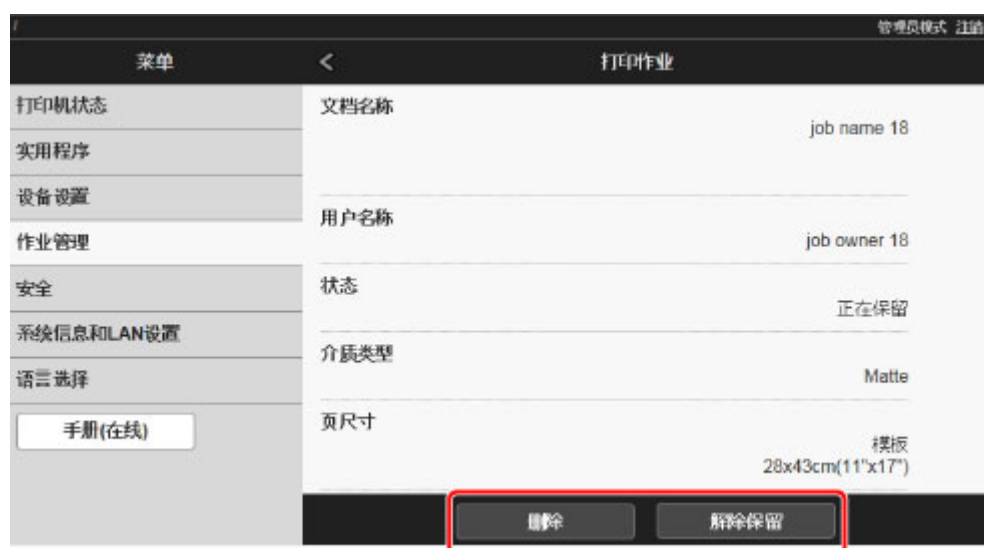 /
管理员模式 注销
菜单
<
打印作业
打印机状态
实用程序
设备设置
作业管理
安全
系统信息和LAN设置
语言选择
手册(在线)
文档名称
job name 18
用户名称
job owner 18
状态
正在保留
介质类型
Matte
页尺寸
模板
28x43cm(11"x17")
删除
解除保留